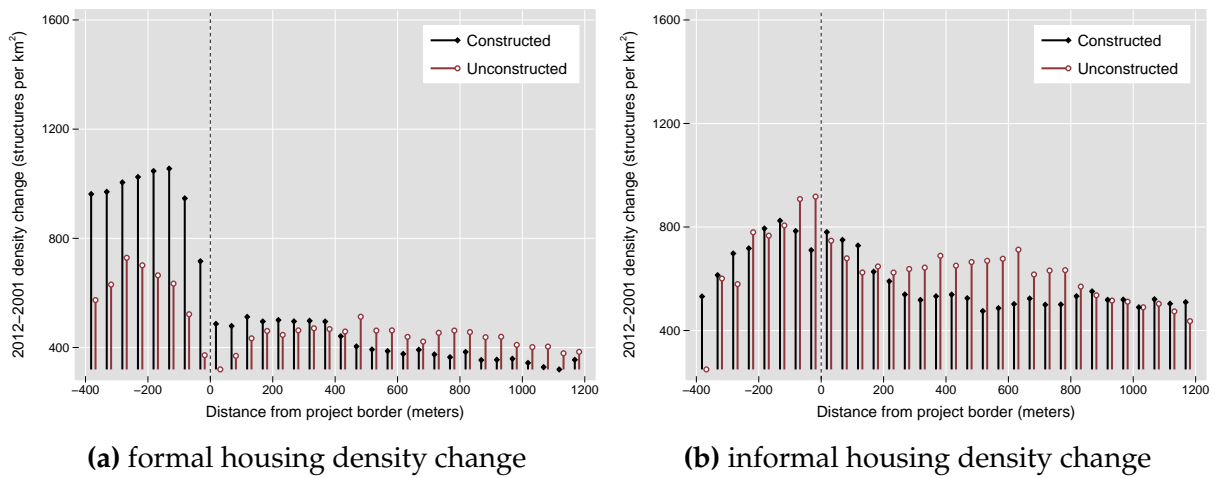 2012−2001 density change (structures per km²)
1600
1200
800
400
Constructed
Unconstructed
−400 −200 0 200 400 600 800 1000 1200
Distance from project border (meters)
(a) formal housing density change
2012−2001 density change (structures per km²)
1600
1200
800
400
Constructed
Unconstructed
−400 −200 0 200 400 600 800 1000 1200
Distance from project border (meters)
(b) informal housing density change